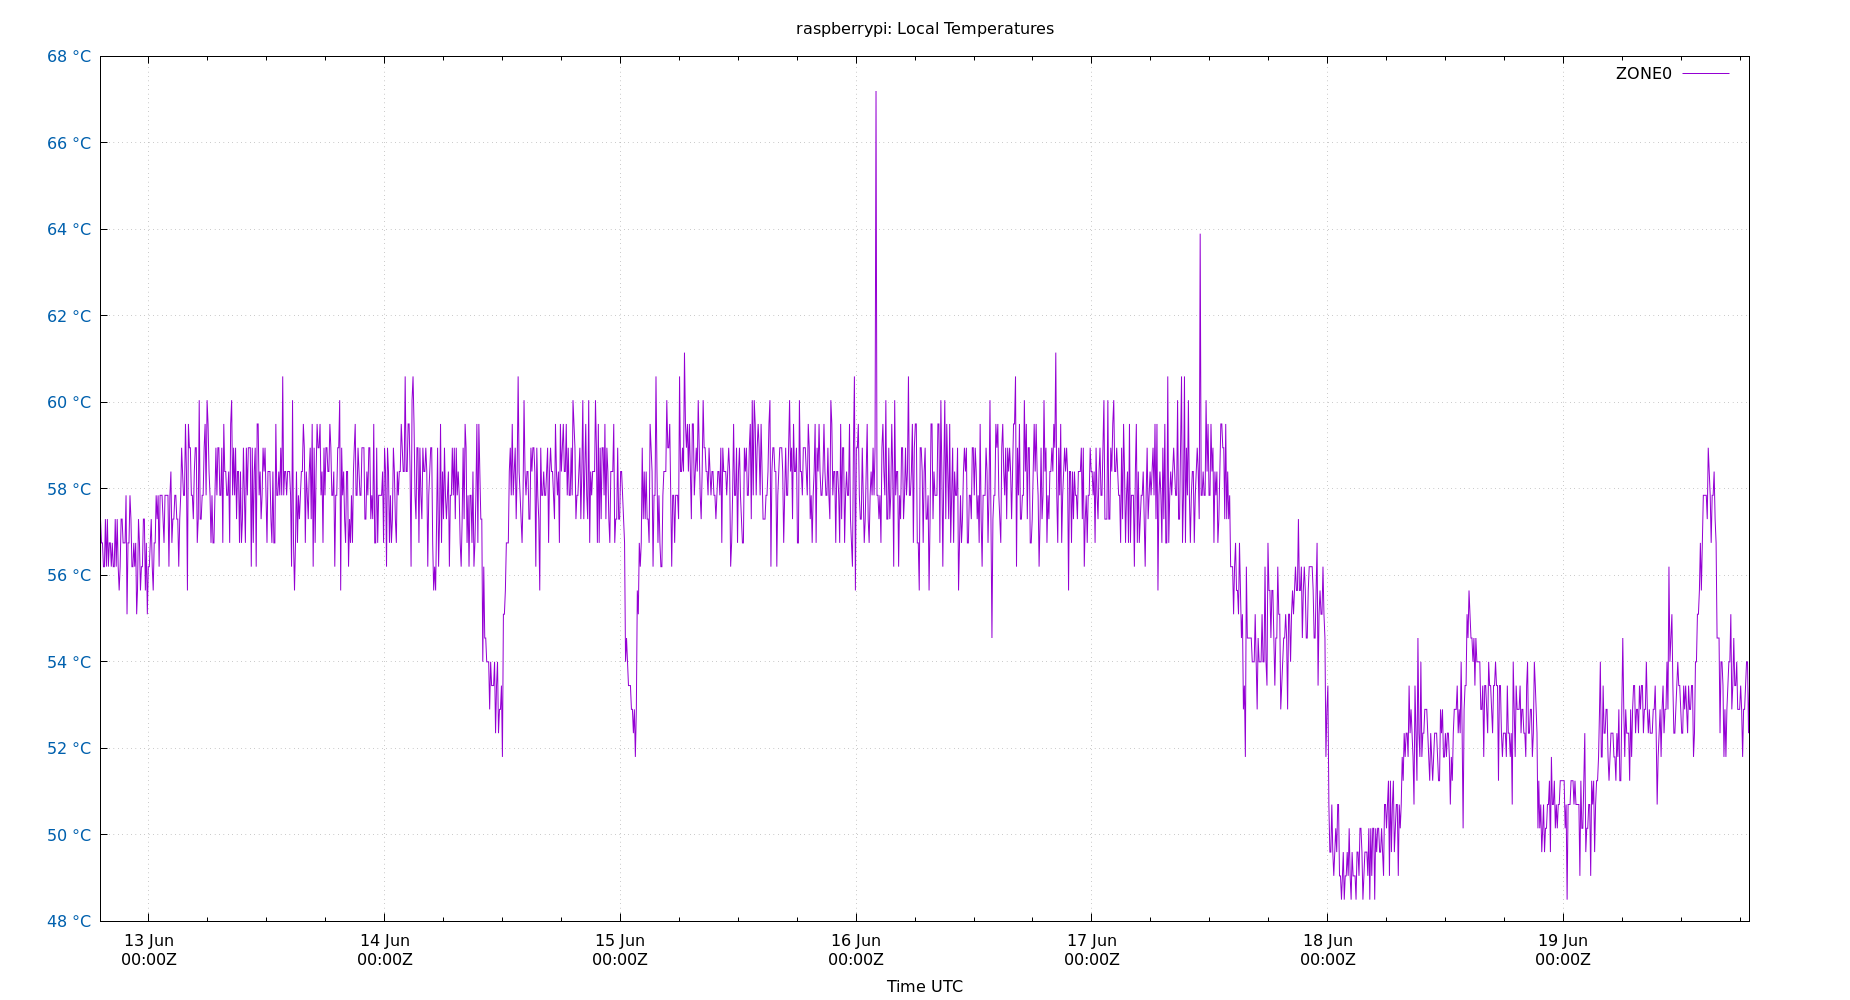 raspberrypi: Local Temperatures
ZONE0
68 °C
66 °C
64 °C
62 °C
60 °C
58 °C
56 °C
54 °C
52 °C
50 °C
48 °C
13 Jun 14 Jun 15 Jun 16 Jun 17 Jun 18 Jun 19 Jun
00:00Z 00:00Z 00:00Z 00:00Z 00:00Z 00:00Z 00:00Z
Time UTC